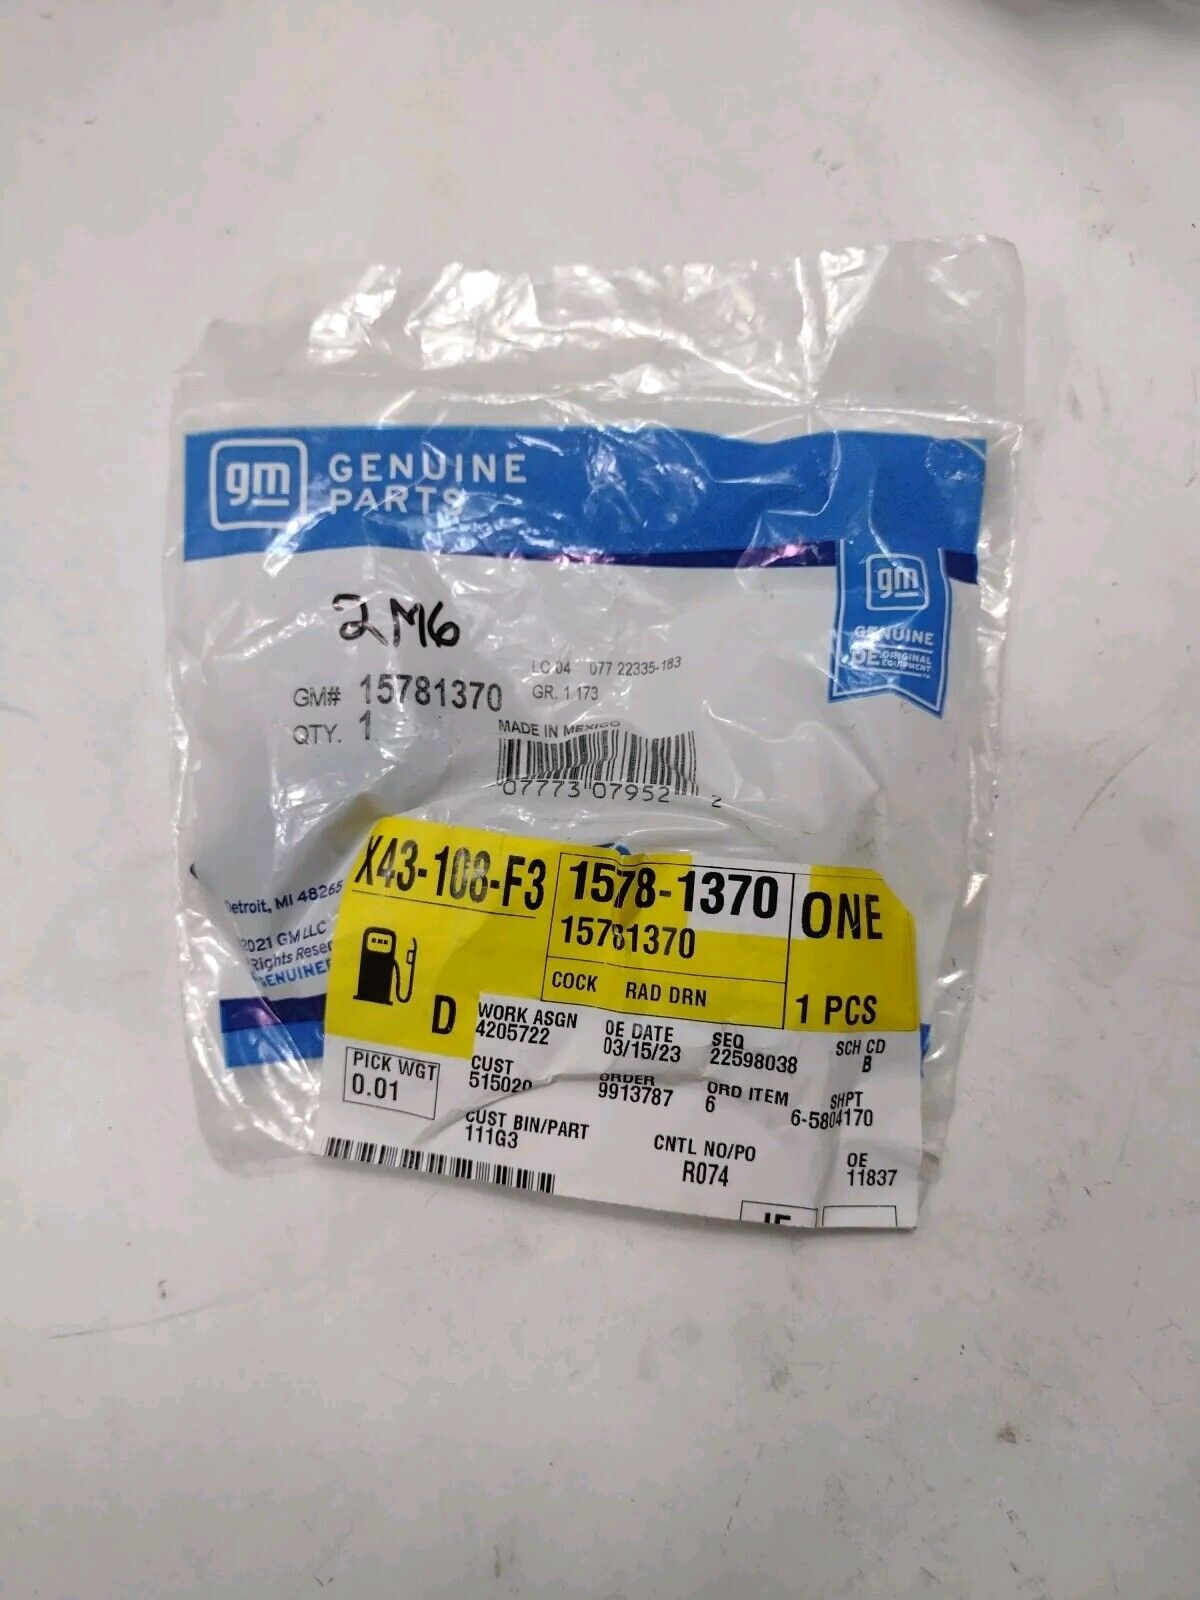 gm GENUINE
PARTS
gm
GENUINE
OE ORIGINAL
EQUIPMENT
2M6
LC 04 077 22335-183
GM# 15781370 GR. 1.173
QTY. 1
MADE IN MEXICO
07773 07952 2
Detroit, MI 48265
2021 GM LLC
Rights Reser
GENUINE
X43-108-F3
1578-1370
15781370
ONE
COCK RAD DRN
1 PCS
D
WORK ASGN OE DATE SEQ SCH CD
4205722 03/15/23 22598038 B
PICK WGT CUST ORDER ORD ITEM SHPT
0.01 515020 9913787 6 6-5804170
CUST BIN/PART CNTL NO/PO OE
111G3 R074 11837